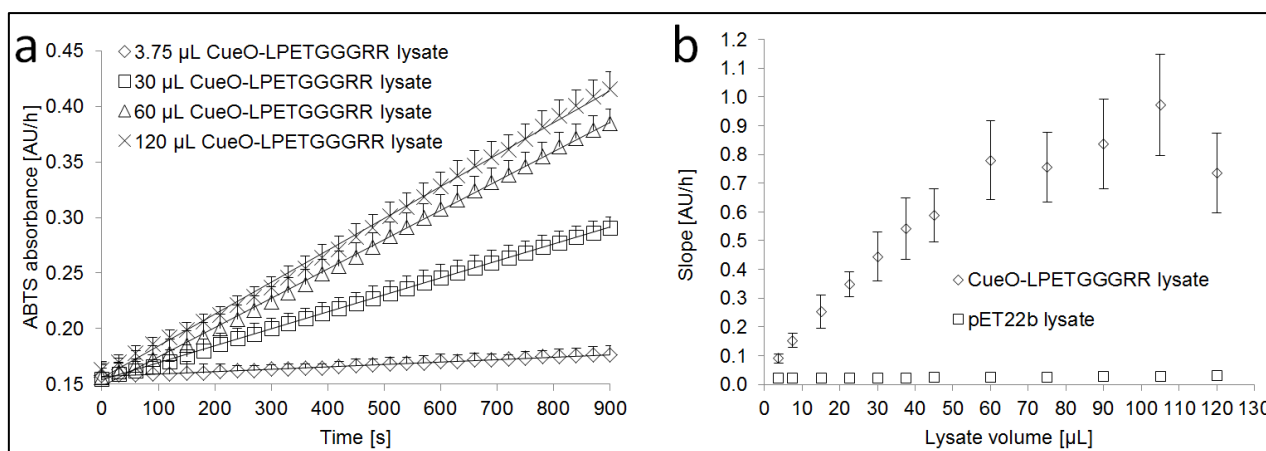 a
ABTS absorbance [AU/h]
0.45
0.40
0.35
0.30
0.25
0.20
0.15
3.75 µL CueO-LPETGGGRR lysate
30 µL CueO-LPETGGGRR lysate
60 µL CueO-LPETGGGRR lysate
120 µL CueO-LPETGGGRR lysate
0 100 200 300 400 500 600 700 800 900
Time [s]
b
Slope [AU/h]
1.2
1.1
1.0
0.9
0.8
0.7
0.6
0.5
0.4
0.3
0.2
0.1
0.0
CueO-LPETGGGRR lysate
pET22b lysate
0 10 20 30 40 50 60 70 80 90 100 110 120 130
Lysate volume [µL]